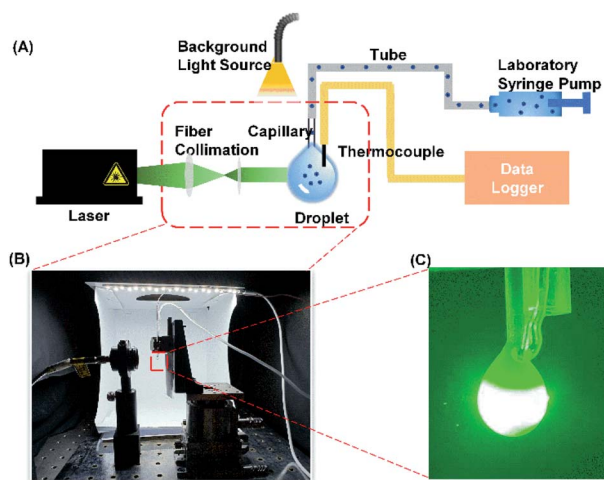 (A)
Background
Light Source
Tube
Laboratory
Syringe Pump
Fiber
Collimation
Capillary
Thermocouple
Data
Logger
Laser
Droplet
(B)
(C)